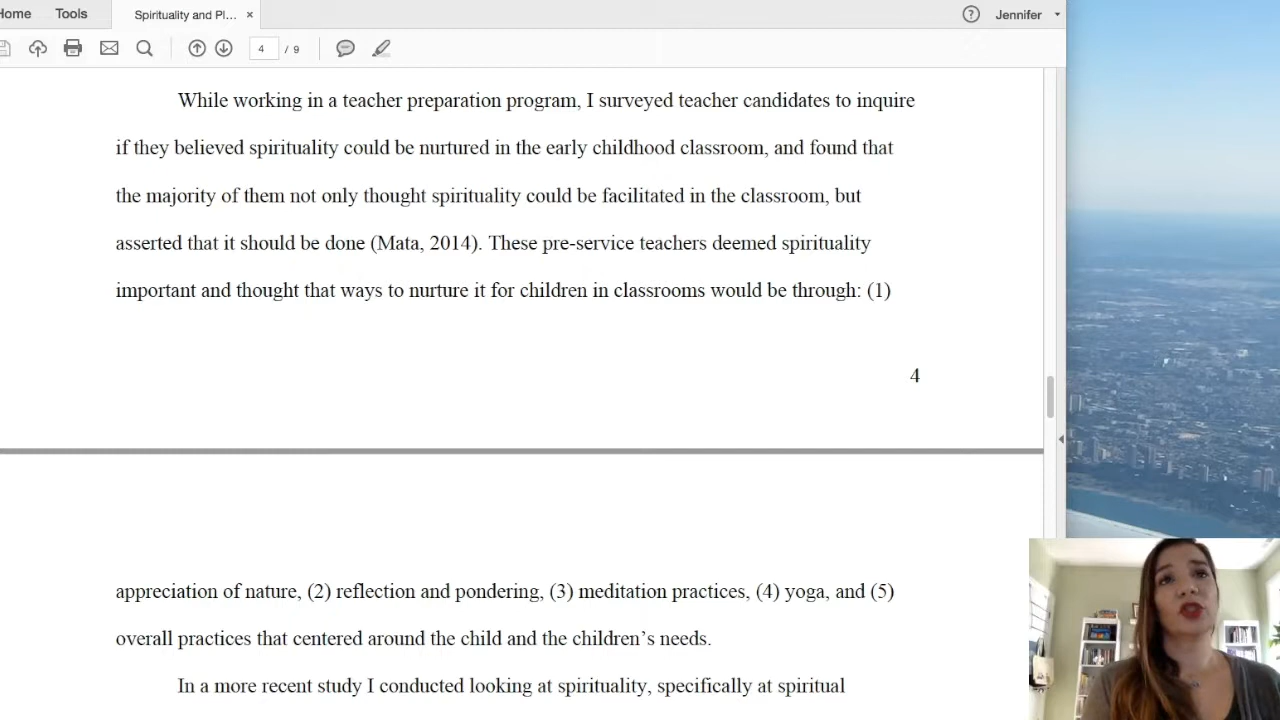 Home Tools Spirituality and Pl... × Jennifer
4 / 9
While working in a teacher preparation program, I surveyed teacher candidates to inquire
if they believed spirituality could be nurtured in the early childhood classroom, and found that
the majority of them not only thought spirituality could be facilitated in the classroom, but
asserted that it should be done (Mata, 2014). These pre-service teachers deemed spirituality
important and thought that ways to nurture it for children in classrooms would be through: (1)
4
appreciation of nature, (2) reflection and pondering, (3) meditation practices, (4) yoga, and (5)
overall practices that centered around the child and the children’s needs.
In a more recent study I conducted looking at spirituality, specifically at spiritual